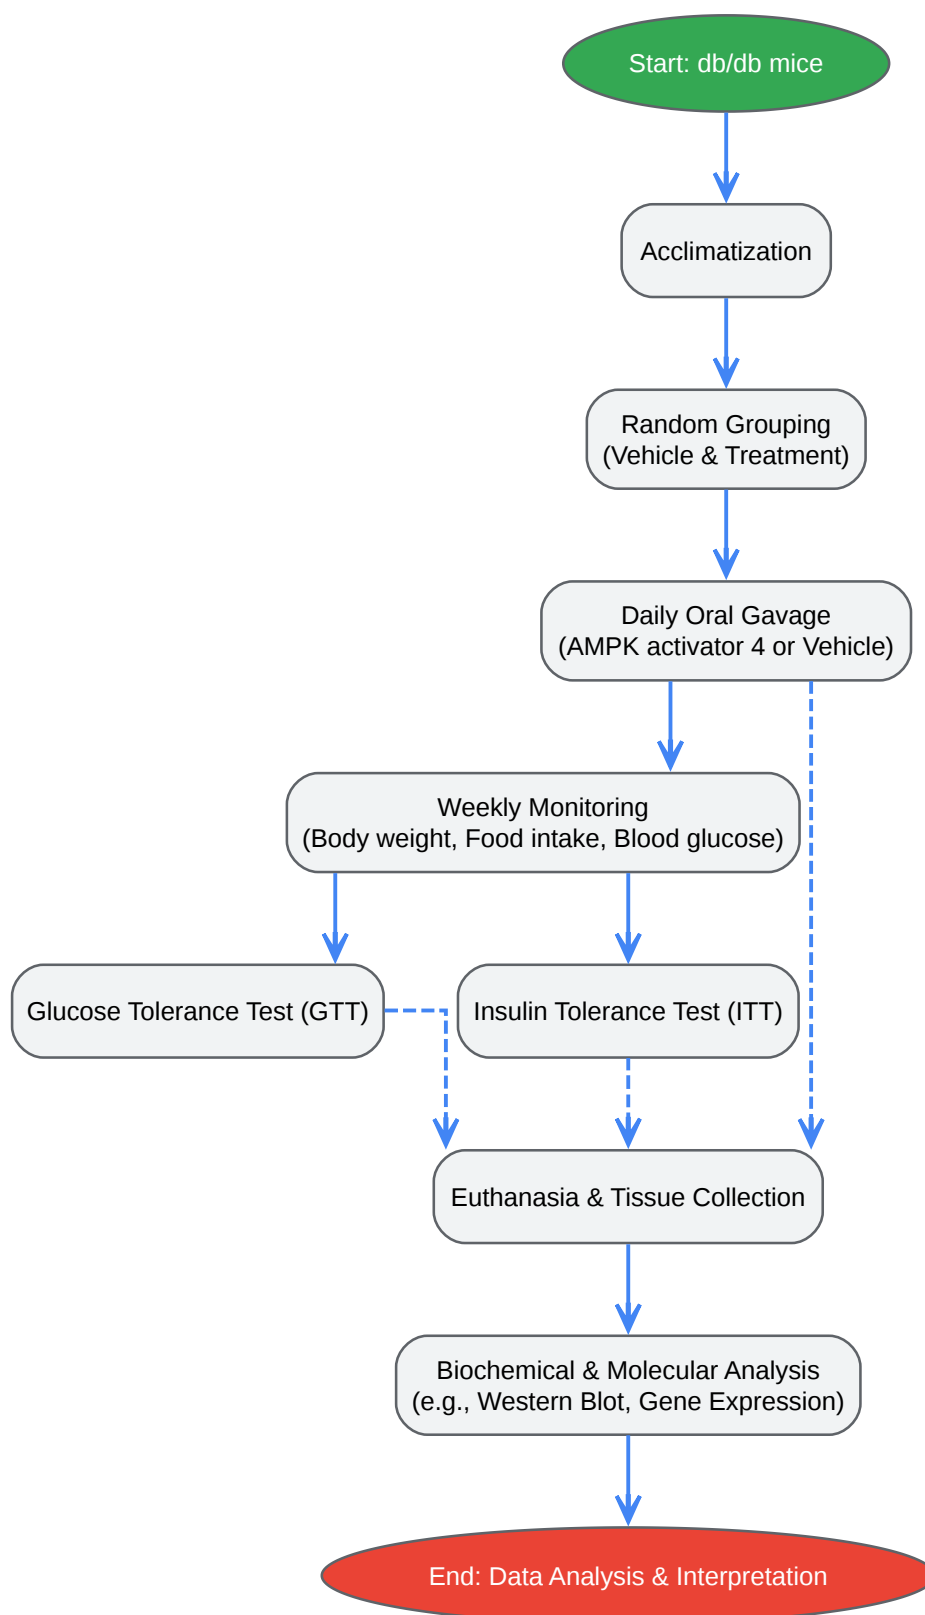 Start: db/db mice
Acclimatization
Random Grouping
(Vehicle & Treatment)
Daily Oral Gavage
(AMPK activator 4 or Vehicle)
Weekly Monitoring
(Body weight, Food intake, Blood glucose)
Glucose Tolerance Test (GTT)
Insulin Tolerance Test (ITT)
Euthanasia & Tissue Collection
Biochemical & Molecular Analysis
(e.g., Western Blot, Gene Expression)
End: Data Analysis & Interpretation